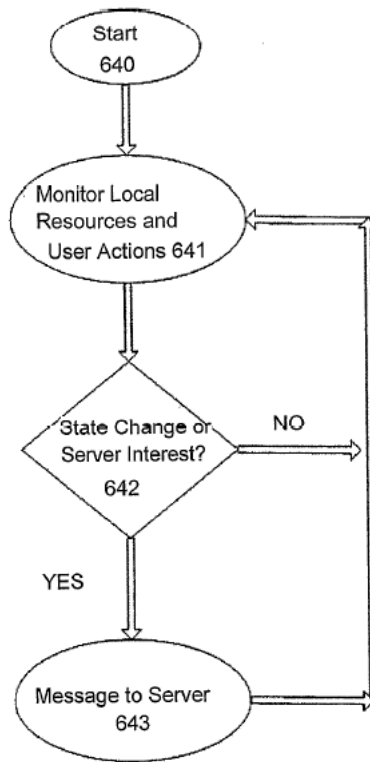 Start
640
Monitor Local
Resources and
User Actions 641
State Change or
Server Interest?
642
NO
YES
Message to Server
643